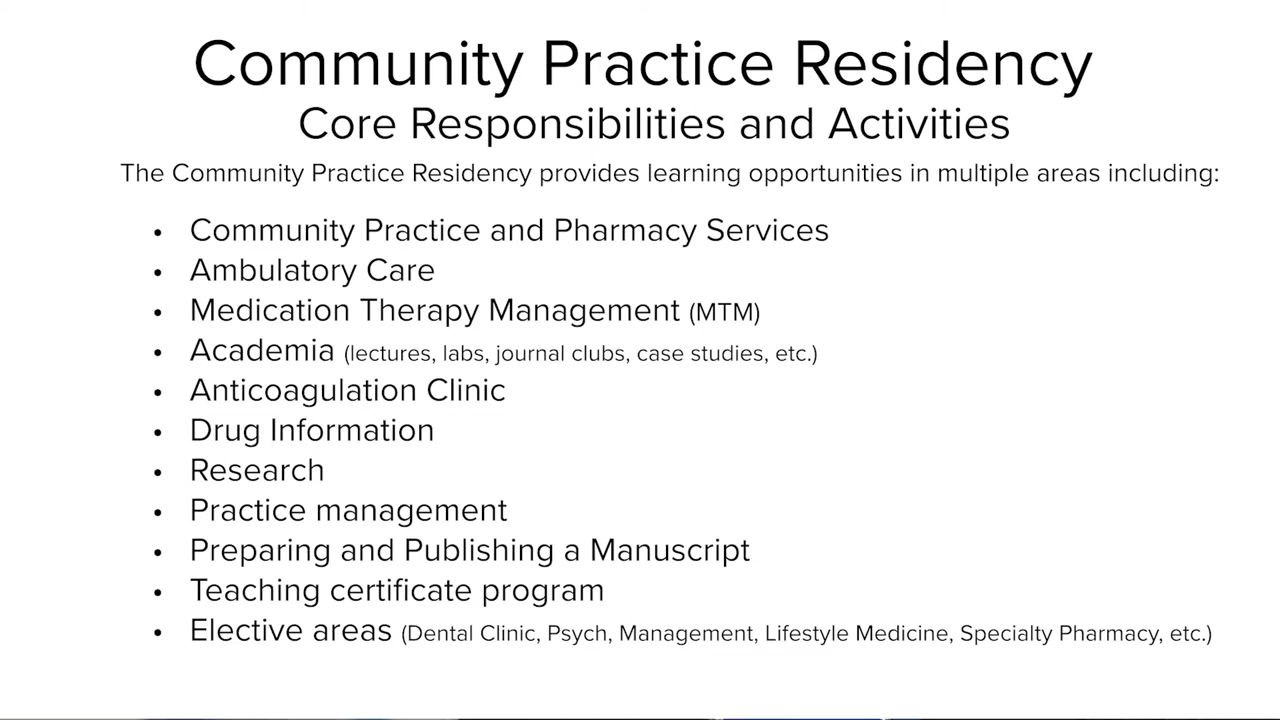 Community Practice Residency
Core Responsibilities and Activities
The Community Practice Residency provides learning opportunities in multiple areas including:
• Community Practice and Pharmacy Services
• Ambulatory Care
• Medication Therapy Management (MTM)
• Academia (lectures, labs, journal clubs, case studies, etc.)
• Anticoagulation Clinic
• Drug Information
• Research
• Practice management
• Preparing and Publishing a Manuscript
• Teaching certificate program
• Elective areas (Dental Clinic, Psych, Management, Lifestyle Medicine, Specialty Pharmacy, etc.)